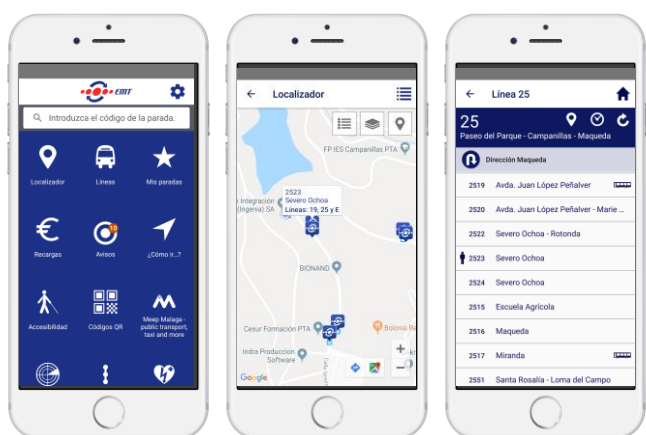 EMT
Introduzca el código de la parada.
Localizador
Líneas
Mis paradas
Recargas
10
Avisos
¿Cómo ir...?
Accesibilidad
Códigos QR
Meep Malaga -
public transport,
taxi and more
Localizador
FP IES Campanillas PTA
Integración
(Ingenia) SA
2523
Severo Ochoa
Líneas: 19, 25 y E
BIONAND
Cesur Formación PTA
Bolonia Re
Indra Produccion
Software
Google
Línea 25
25
Paseo del Parque - Campanillas - Maqueda
Dirección Maqueda
2519 Avda. Juan López Peñalver
2520 Avda. Juan López Peñalver - Marie ...
2522 Severo Ochoa - Rotonda
2523 Severo Ochoa
2524 Severo Ochoa
2515 Escuela Agrícola
2516 Maqueda
2517 Miranda
2551 Santa Rosalía - Loma del Campo